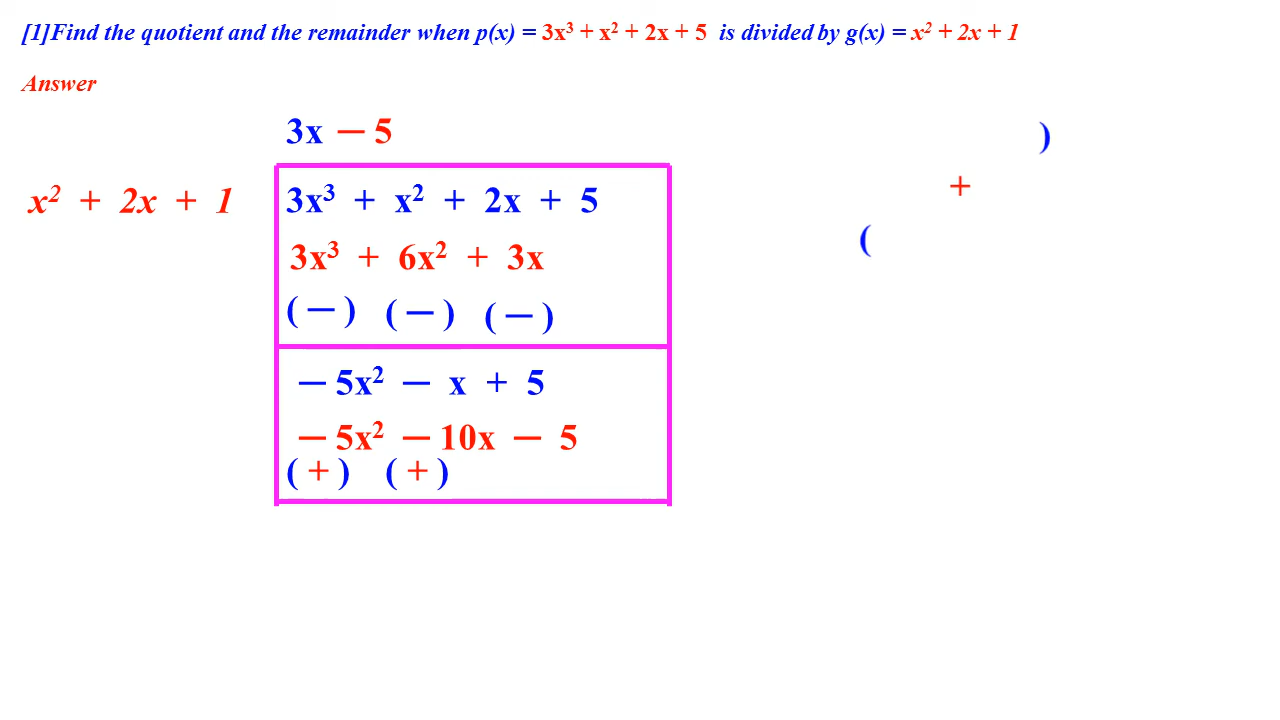 [1]Find the quotient and the remainder when p(x) = 3x³ + x² + 2x + 5 is divided by g(x) = x² + 2x + 1
Answer
3x − 5
x² + 2x + 1 3x³ + x² + 2x + 5
3x³ + 6x² + 3x
( − ) ( − ) ( − )
− 5x² − x + 5
− 5x² − 10x − 5
( + ) ( + )
)
+
(